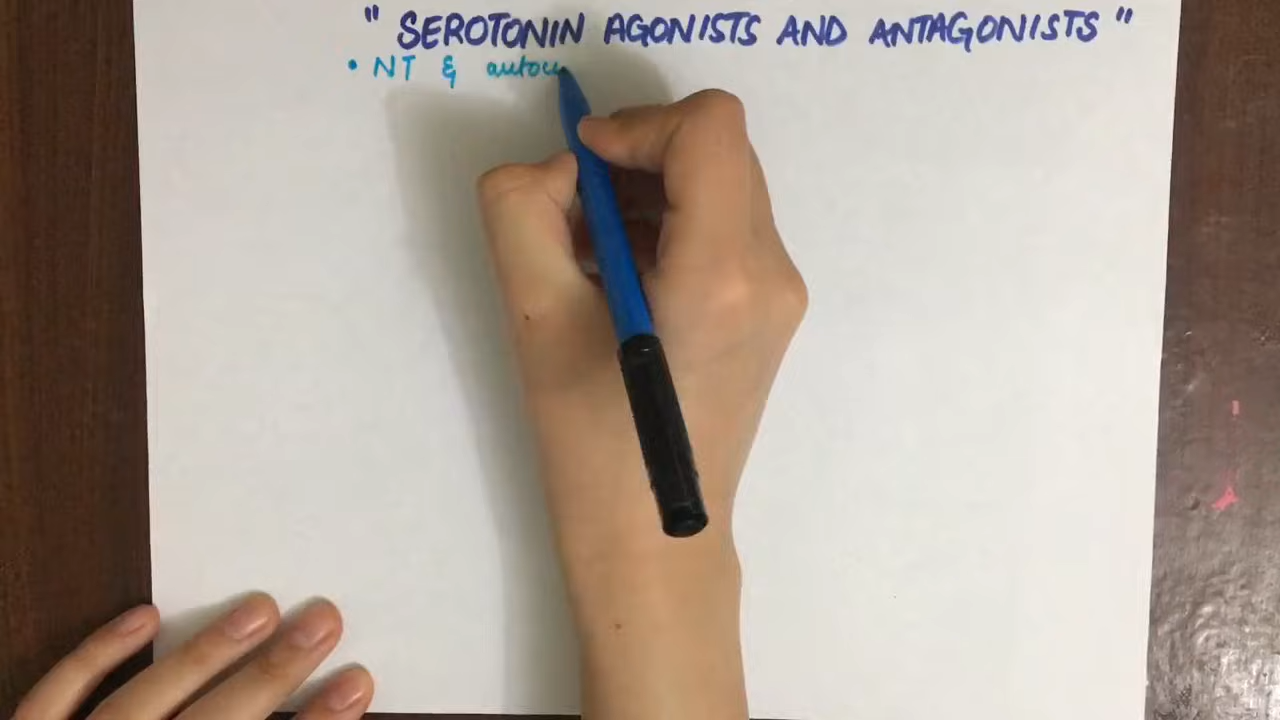 " SEROTONIN AGONISTS AND ANTAGONISTS "
• NT &